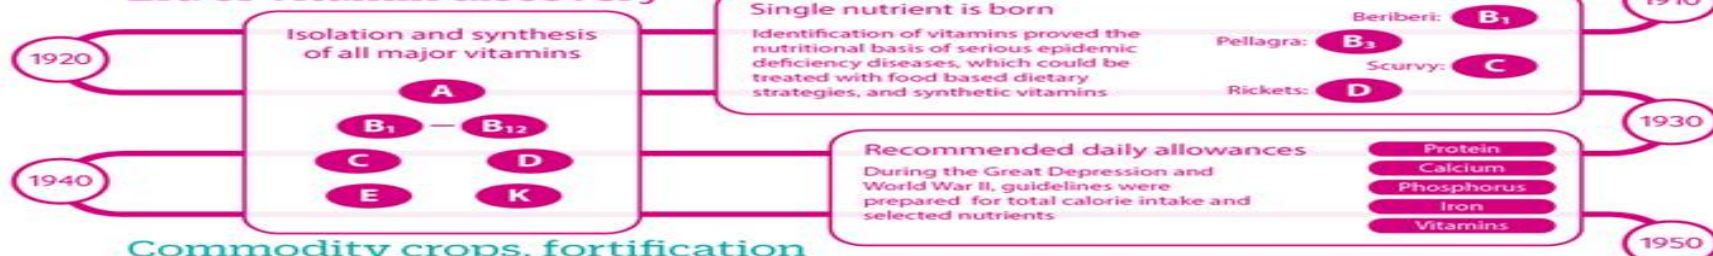 Era of vitamin discovery
1910
1920
Isolation and synthesis
of all major vitamins
A
B₁ — B₁₂
C D
E K
Single nutrient is born
Identification of vitamins proved the
nutritional basis of serious epidemic
deficiency diseases, which could be
treated with food based dietary
strategies, and synthetic vitamins
Beriberi: B₁
Pellagra: B₃
Scurvy: C
Rickets: D
1930
1940
Recommended daily allowances
During the Great Depression and
World War II, guidelines were
prepared for total calorie intake and
selected nutrients
Protein
Calcium
Phosphorus
Iron
Vitamins
1950
Commodity crops, fortification